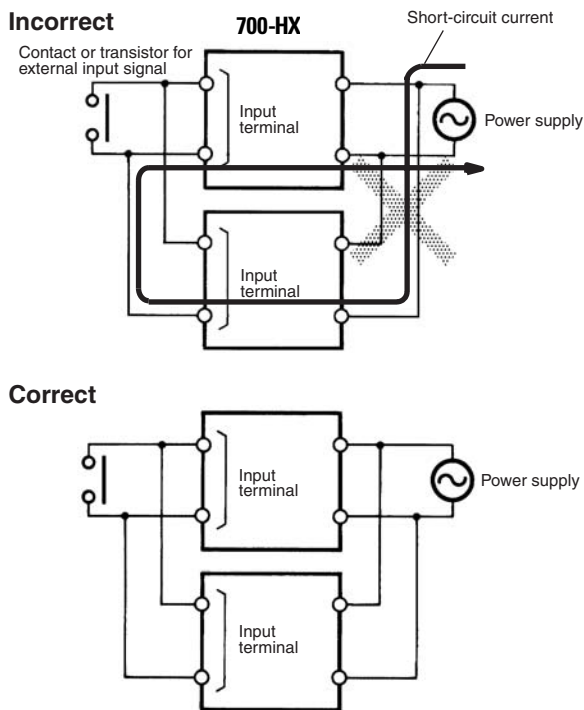 Incorrect
700-HX
Short-circuit current
Contact or transistor for
external input signal
Input
terminal
Power supply
Input
terminal
Correct
Input
terminal
Power supply
Input
terminal